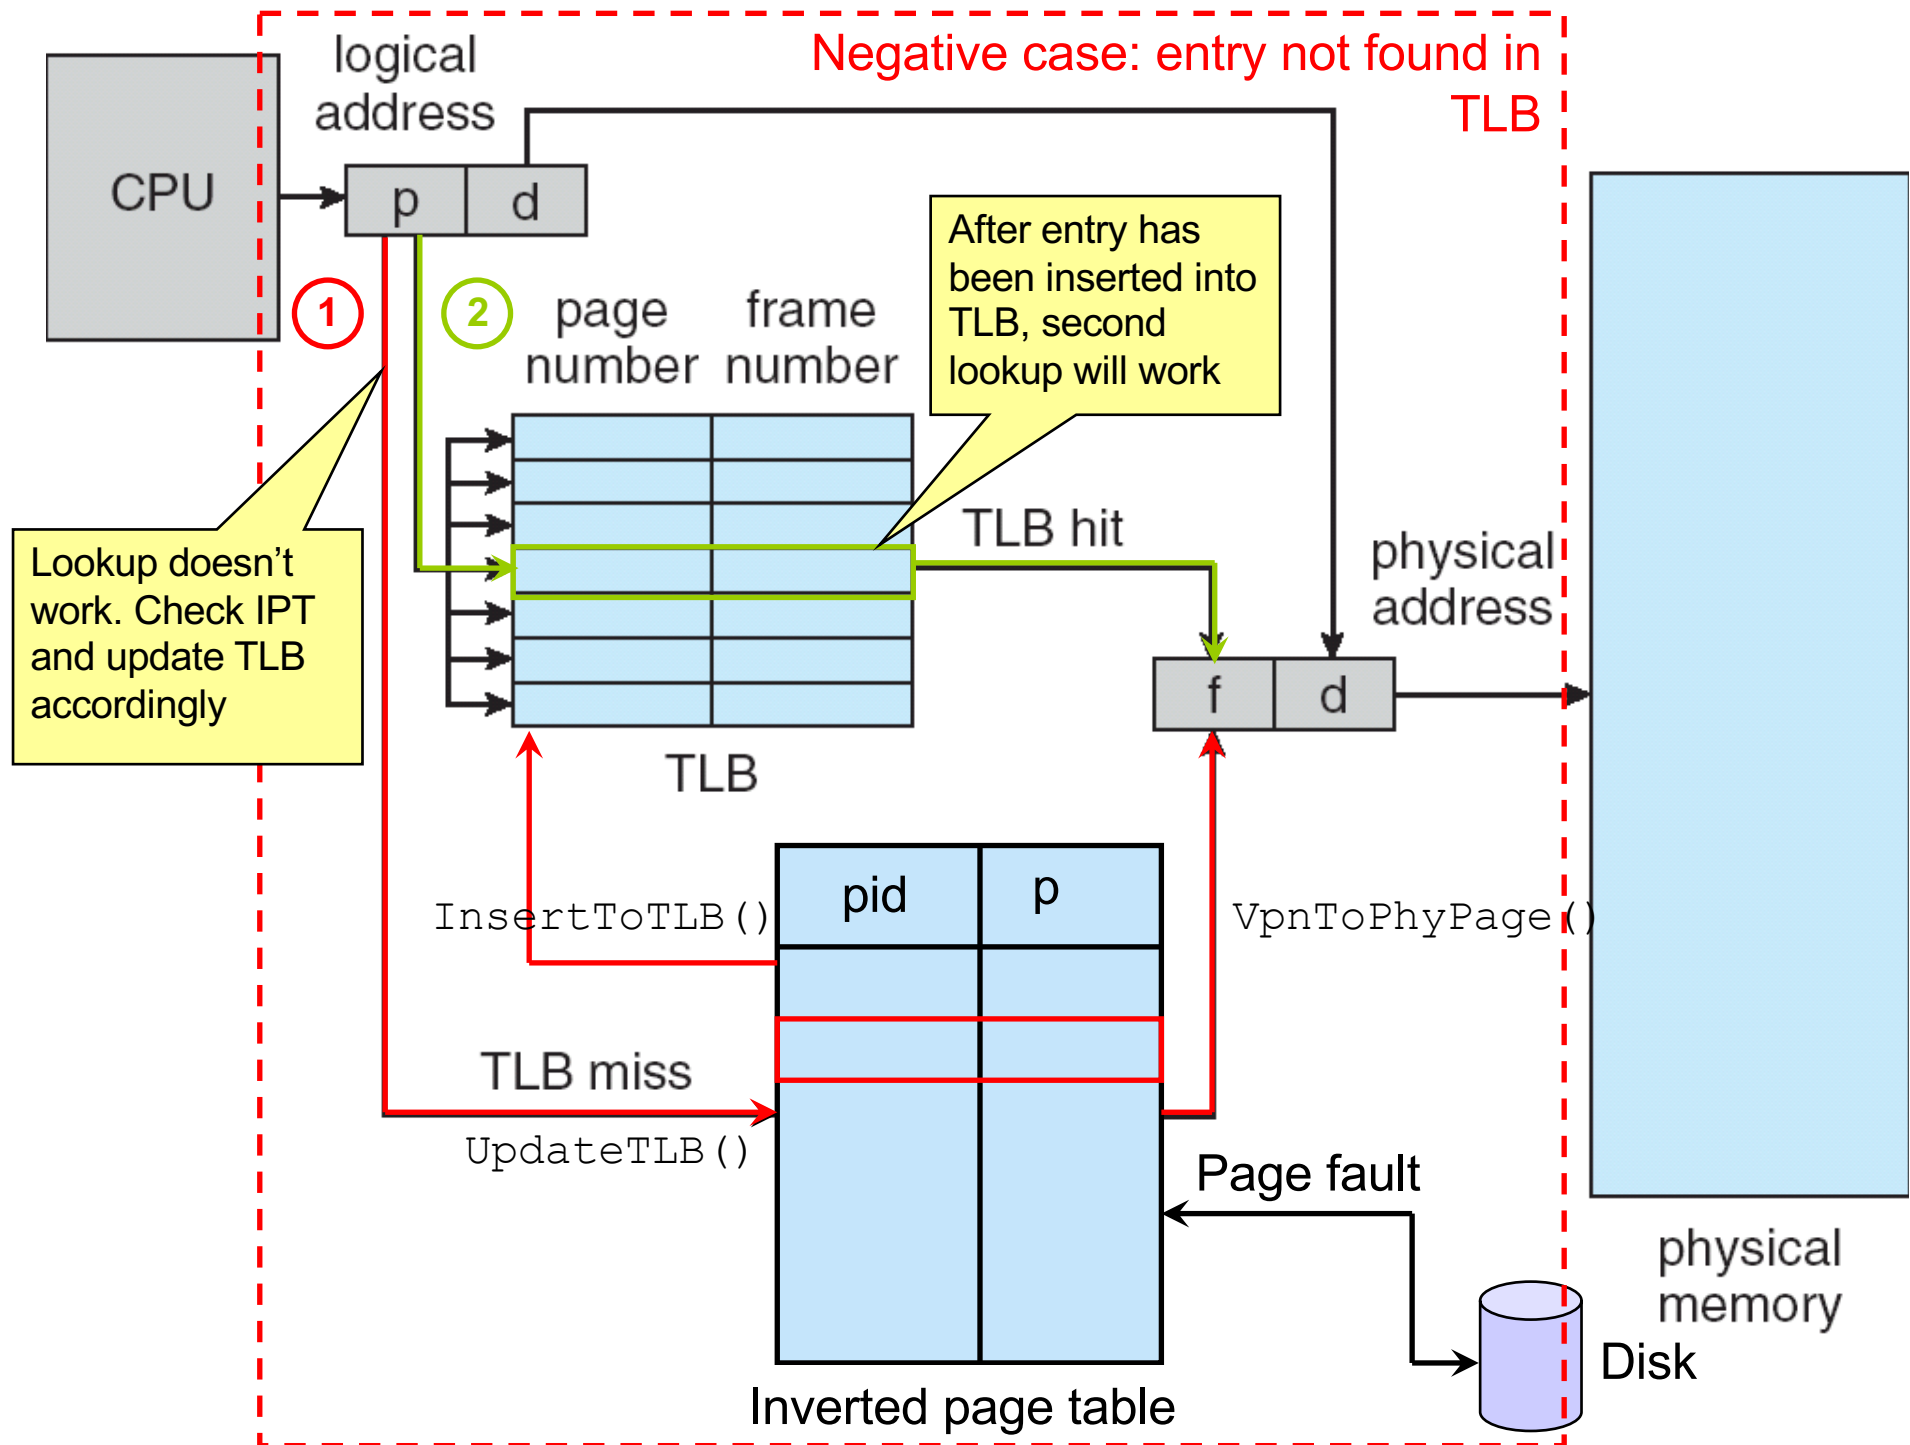 Negative case: entry not found in
TLB
logical
address
CPU
p
d
1
2
page
number
frame
number
After entry has
been inserted into
TLB, second
lookup will work
Lookup doesn’t
work. Check IPT
and update TLB
accordingly
TLB hit
physical
address
f
d
TLB
pid
p
InsertToTLB()
VpnToPhyPage()
TLB miss
UpdateTLB()
Page fault
physical
memory
Disk
Inverted page table